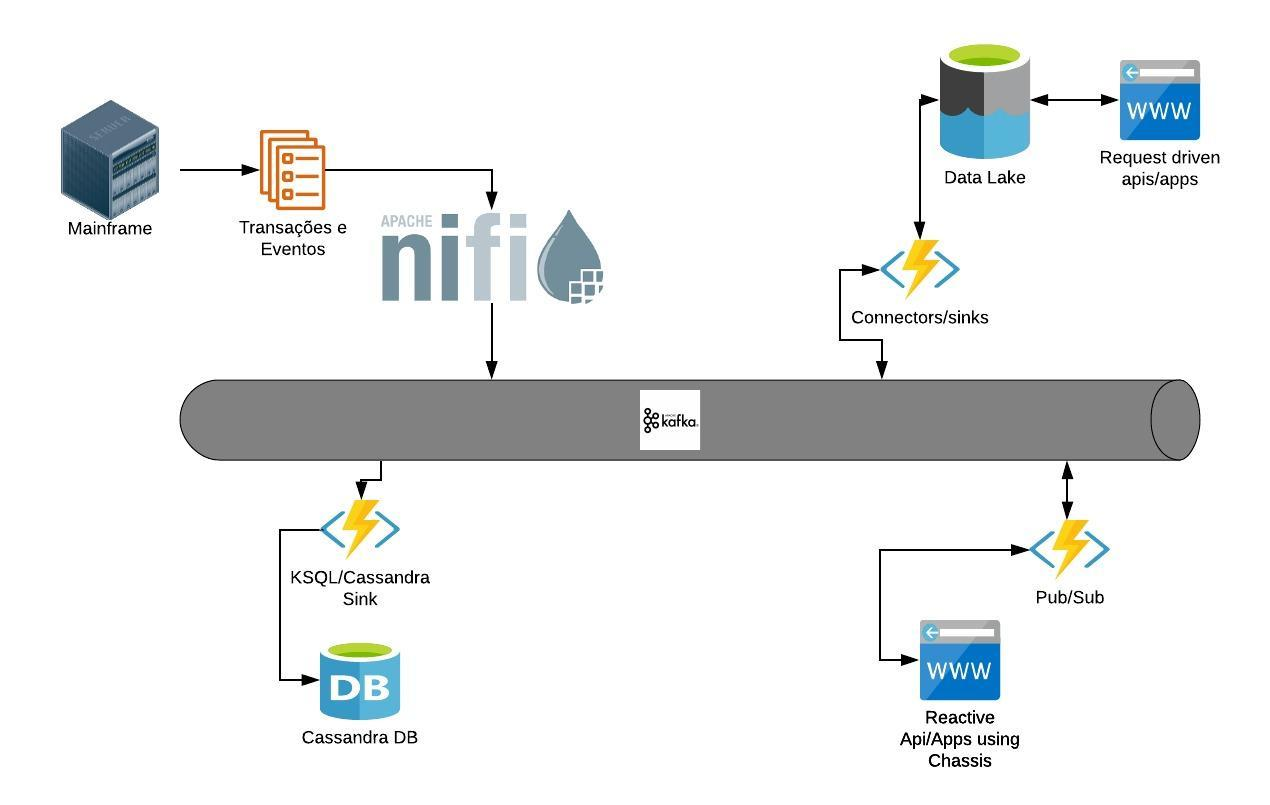 SERVER
Mainframe
Transações e
Eventos
APACHE
nifi
Data Lake
WWW
Request driven
apis/apps
Connectors/sinks
kafka
KSQL/Cassandra
Sink
DB
Cassandra DB
Pub/Sub
WWW
Reactive
Api/Apps using
Chassis